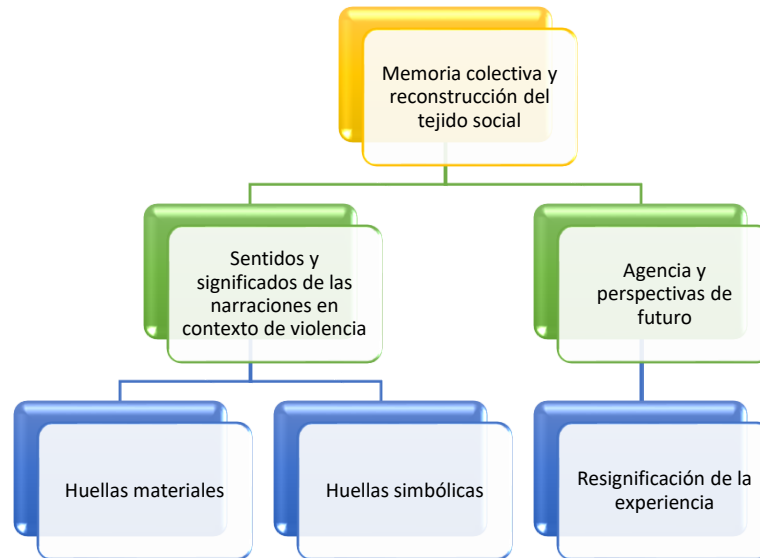 Memoria colectiva y
reconstrucción del
tejido social
Sentidos y
significados de las
narraciones en
contexto de violencia
Agencia y
perspectivas de
futuro
Huellas materiales
Huellas simbólicas
Resignificación de la
experiencia